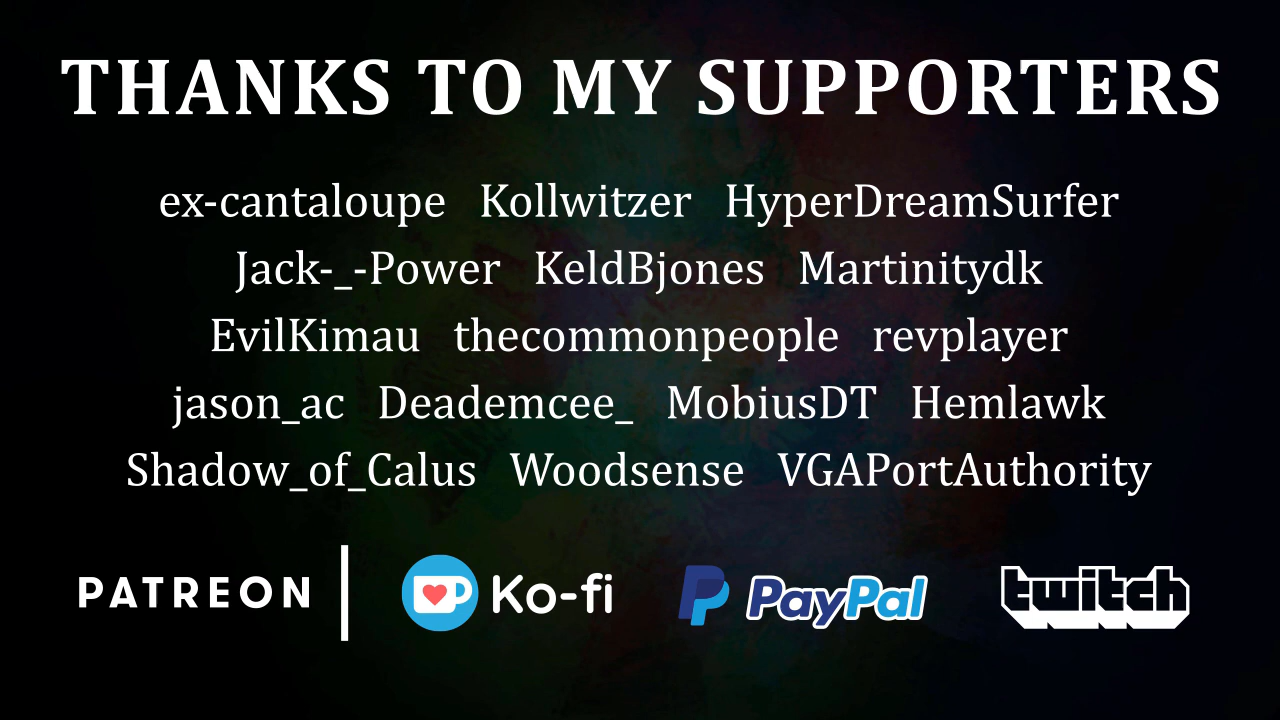 THANKS TO MY SUPPORTERS
ex-cantaloupe Kollwitzer HyperDreamSurfer
Jack-_-Power KeldBjones Martinitydk
EvilKimau thecommonpeople revplayer
jason_ac Deademcee_ MobiusDT Hemlawk
Shadow_of_Calus Woodsense VGAPortAuthority
PATREON Ko-fi PayPal twitch